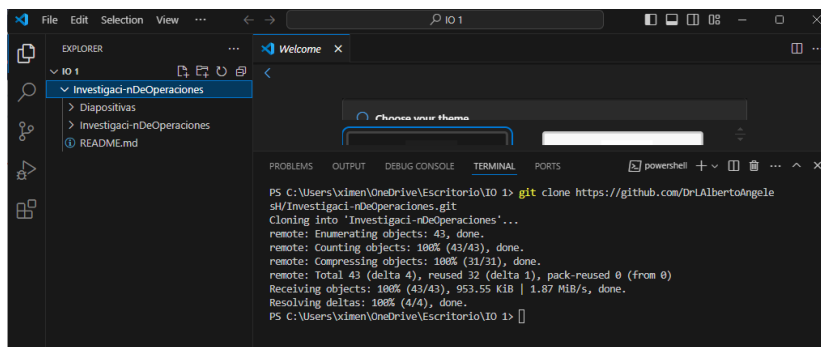 File Edit Selection View ... IO 1
EXPLORER ... Welcome
IO 1
Investigaci-nDeOperaciones
Diapositivas
Choose your theme
Investigaci-nDeOperaciones
README.md
PROBLEMS OUTPUT DEBUG CONSOLE TERMINAL PORTS powershell
PS C:\Users\ximen\OneDrive\Escritorio\IO 1> git clone https://github.com/DrLAlbertoAngele
sH/Investigaci-nDeOperaciones.git
Cloning into 'Investigaci-nDeOperaciones'...
remote: Enumerating objects: 43, done.
remote: Counting objects: 100% (43/43), done.
remote: Compressing objects: 100% (31/31), done.
remote: Total 43 (delta 4), reused 32 (delta 1), pack-reused 0 (from 0)
Receiving objects: 100% (43/43), 953.55 KiB | 1.87 MiB/s, done.
Resolving deltas: 100% (4/4), done.
PS C:\Users\ximen\OneDrive\Escritorio\IO 1>